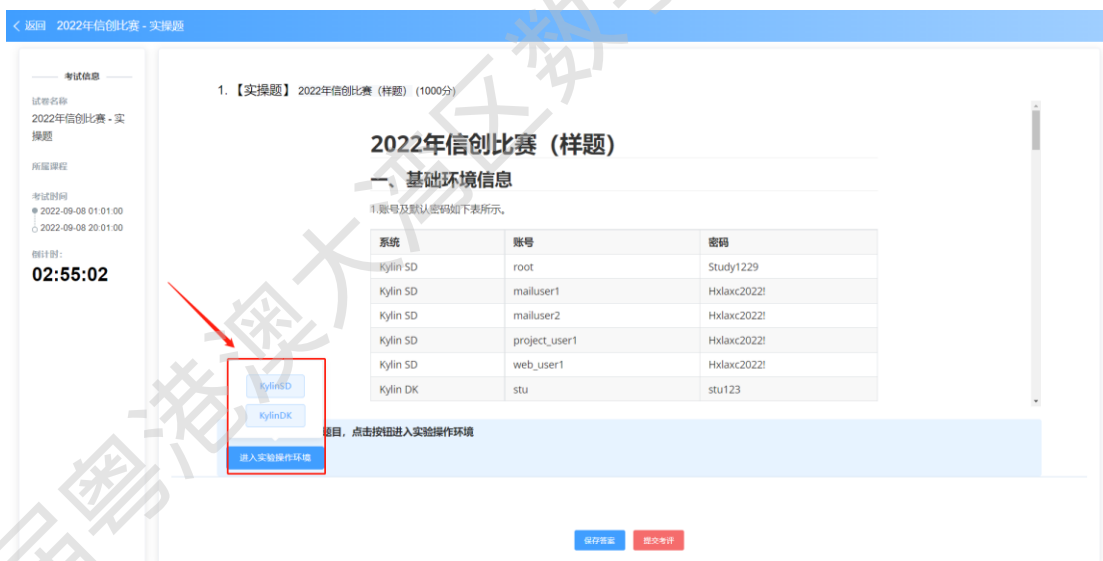 < 返回 2022年信创比赛 - 实操题
考试信息
试卷名称
2022年信创比赛 - 实
操题
所属课程
考试时间
2022-09-08 01:01:00
2022-09-08 20:01:00
倒计时：
02:55:02
1. 【实操题】 2022年信创比赛（样题）(1000分)
2022年信创比赛（样题）
一、基础环境信息
1.账号及默认密码如下表所示。
系统 账号 密码
Kylin SD root Study1229
Kylin SD mailuser1 Hxlaxc2022!
Kylin SD mailuser2 Hxlaxc2022!
Kylin SD project_user1 Hxlaxc2022!
Kylin SD web_user1 Hxlaxc2022!
Kylin DK stu stu123
KylinSD
KylinDK
题目，点击按钮进入实验操作环境
进入实验操作环境
保存答案 提交考评
届粤港澳大湾区数